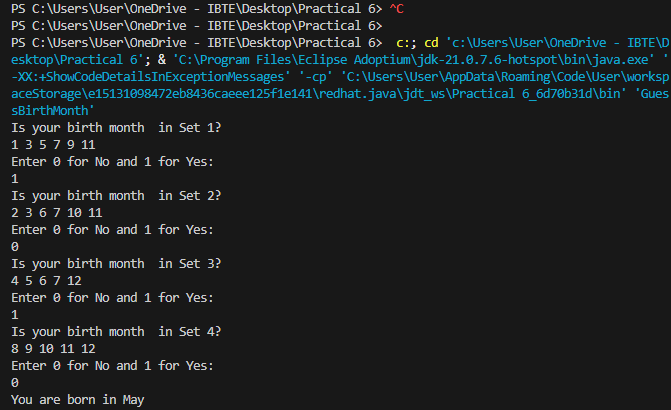 PS C:\Users\User\OneDrive - IBTE\Desktop\Practical 6> ^C
PS C:\Users\User\OneDrive - IBTE\Desktop\Practical 6>
PS C:\Users\User\OneDrive - IBTE\Desktop\Practical 6>  c:; cd 'c:\Users\User\OneDrive - IBTE\D
esktop\Practical 6'; & 'C:\Program Files\Eclipse Adoptium\jdk-21.0.7.6-hotspot\bin\java.exe' '
-XX:+ShowCodeDetailsInExceptionMessages' '-cp' 'C:\Users\User\AppData\Roaming\Code\User\worksp
aceStorage\e15131098472eb8436caeee125f1e141\redhat.java\jdt_ws\Practical 6_6d70b31d\bin' 'Gues
sBirthMonth'
Is your birth month  in Set 1?
1 3 5 7 9 11
Enter 0 for No and 1 for Yes:
1
Is your birth month  in Set 2?
2 3 6 7 10 11
Enter 0 for No and 1 for Yes:
0
Is your birth month  in Set 3?
4 5 6 7 12
Enter 0 for No and 1 for Yes:
1
Is your birth month  in Set 4?
8 9 10 11 12
Enter 0 for No and 1 for Yes:
0
You are born in May